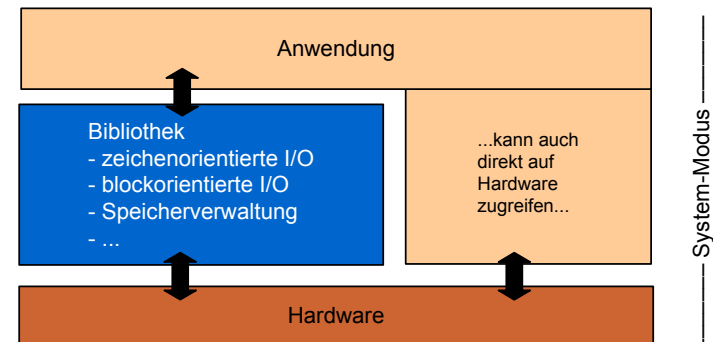 Anwendung
Bibliothek
- zeichenorientierte I/O
- blockorientierte I/O
- Speicherverwaltung
- ...
...kann auch
direkt auf
Hardware
zugreifen...
Hardware
System-Modus